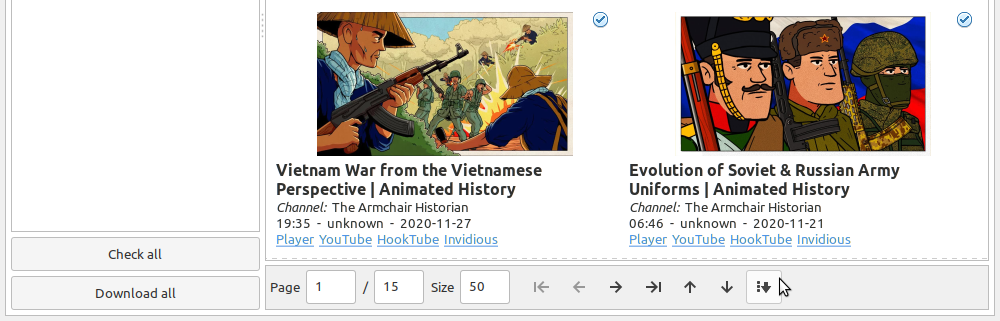 Vietnam War from the Vietnamese
Perspective | Animated History
Channel: The Armchair Historian
19:35 - unknown - 2020-11-27
Player YouTube HookTube Invidious
Evolution of Soviet & Russian Army
Uniforms | Animated History
Channel: The Armchair Historian
06:46 - unknown - 2020-11-21
Player YouTube HookTube Invidious
Check all
Download all
Page 1 / 15 Size 50